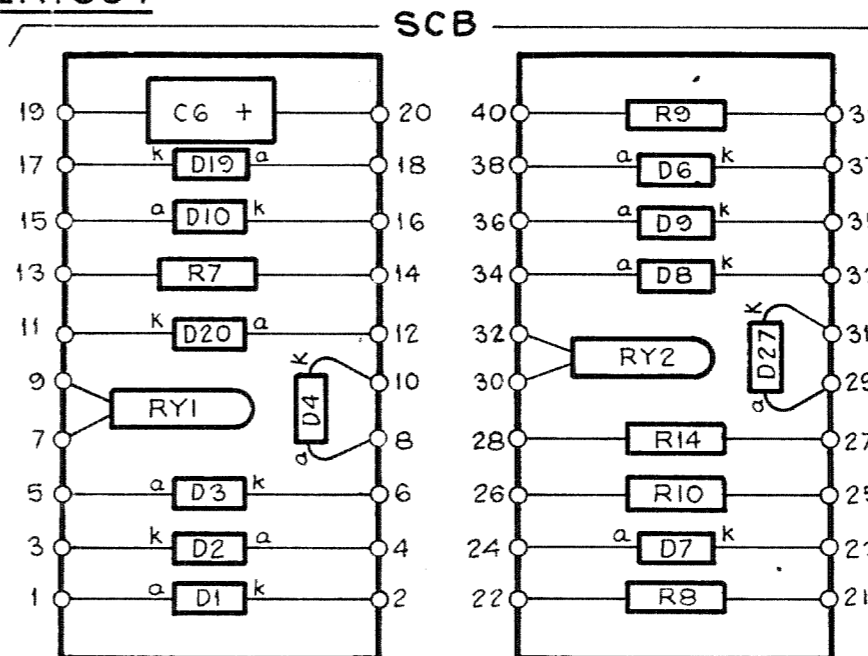 SCB
19 C6 + 20
17 k D19 a 18
15 a D10 k 16
13 R7 14
11 k D20 a 12
9 k 10
RY1 D4
7 a 8
5 a D3 k 6
3 k D2 a 4
1 a D1 k 2
40 R9
38 a D6 k
36 a D9 k
34 a D8 k
32 k 31
RY2 D27
30 a 29
28 R14 27
26 R10 25
24 a D7 k
22 R8 21